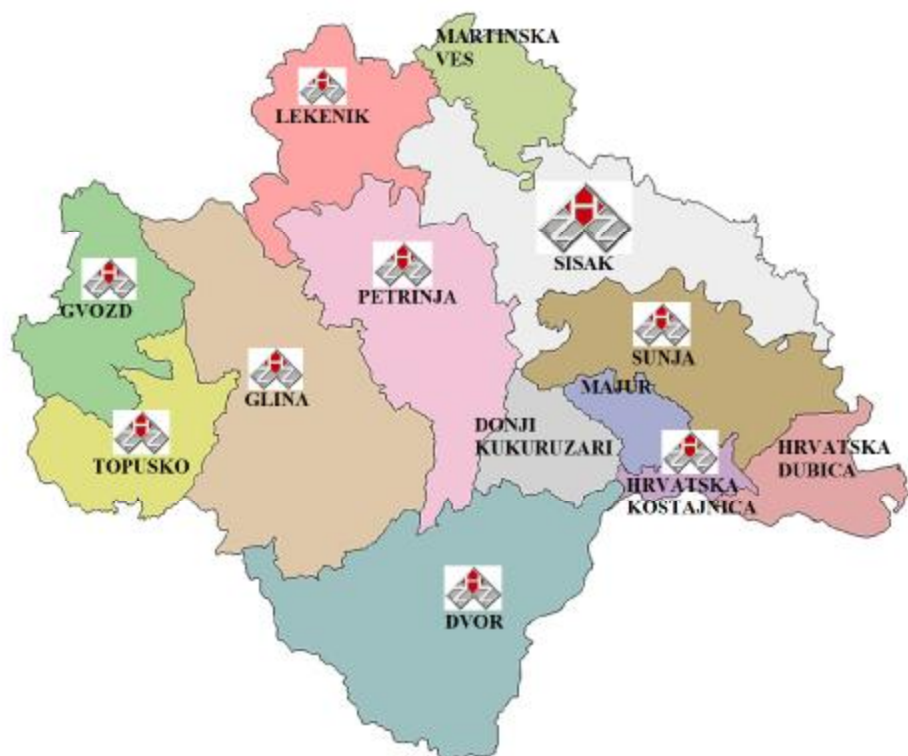 MARTINSKA
VES
LEKENIK
SISAK
PETRINJA
GVOZD
SUNJA
GLINA
MAJUR
DONJI
KUKURUZARI
HRVATSKA
DUBICA
TOPUSKO
HRVATSKA
KOSTAJNICA
DVOR